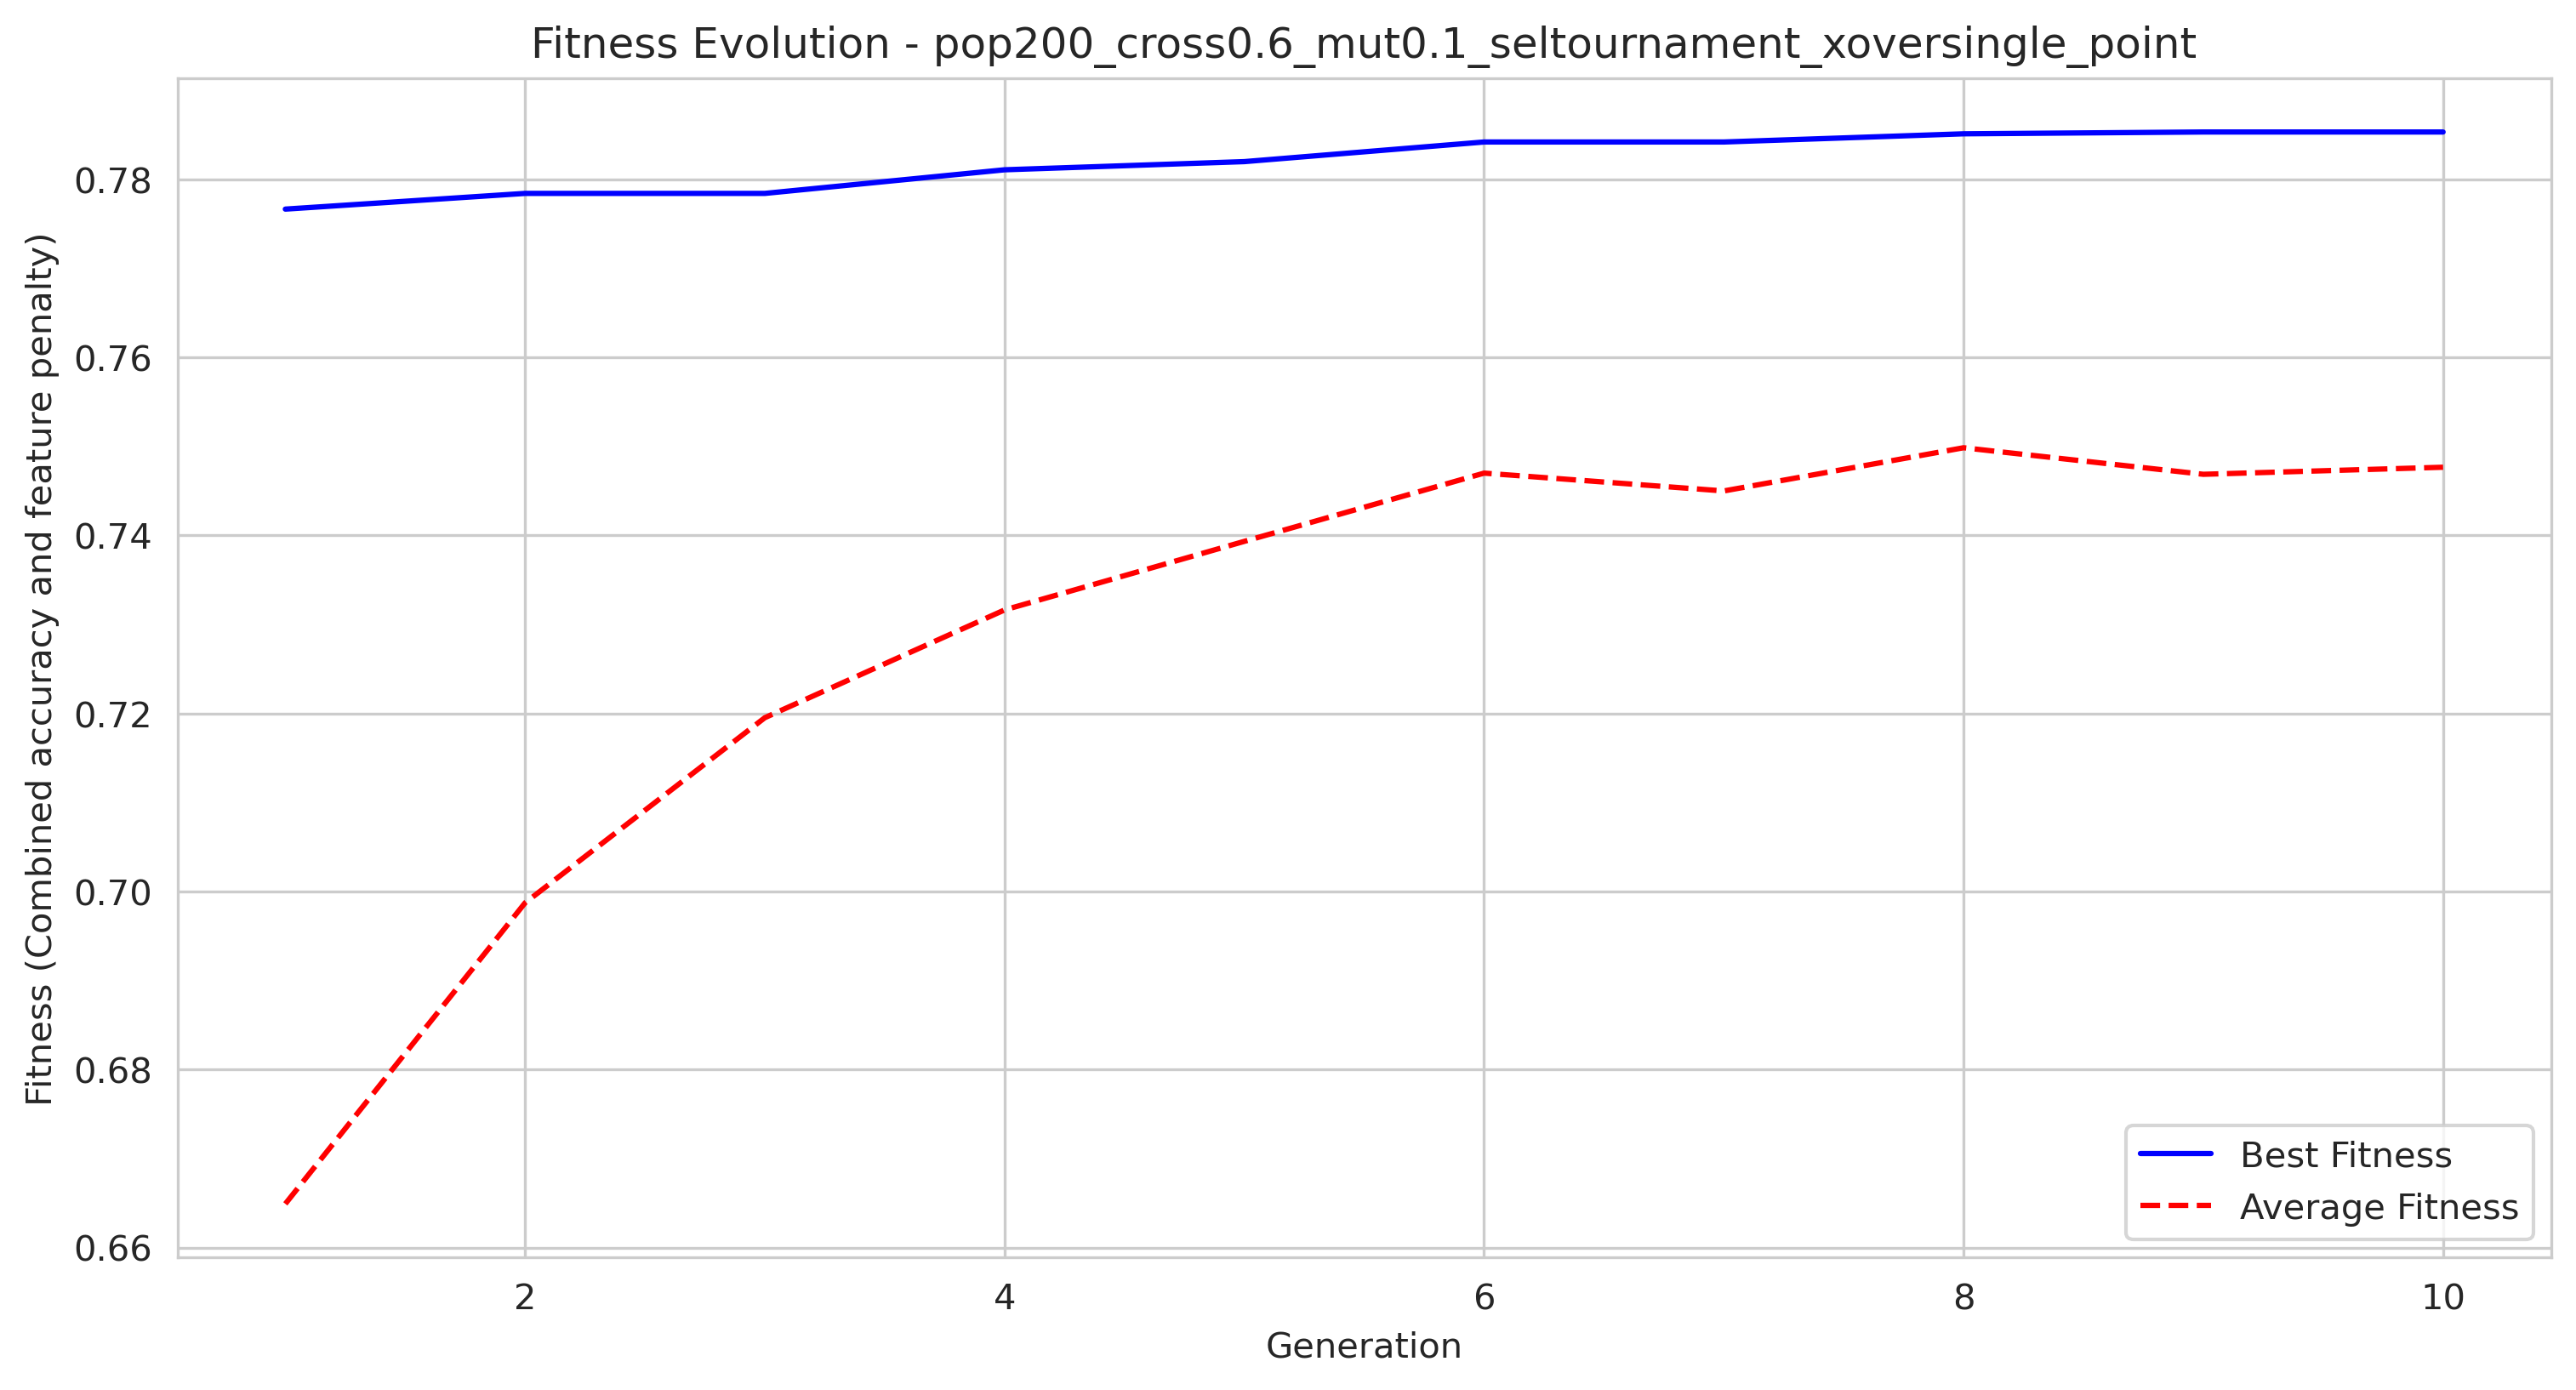 Fitness Evolution - pop200_cross0.6_mut0.1_seltournament_xoversingle_point
Fitness (Combined accuracy and feature penalty)
0.78
0.76
0.74
0.72
0.70
0.68
0.66
Best Fitness
Average Fitness
2 4 6 8 10
Generation